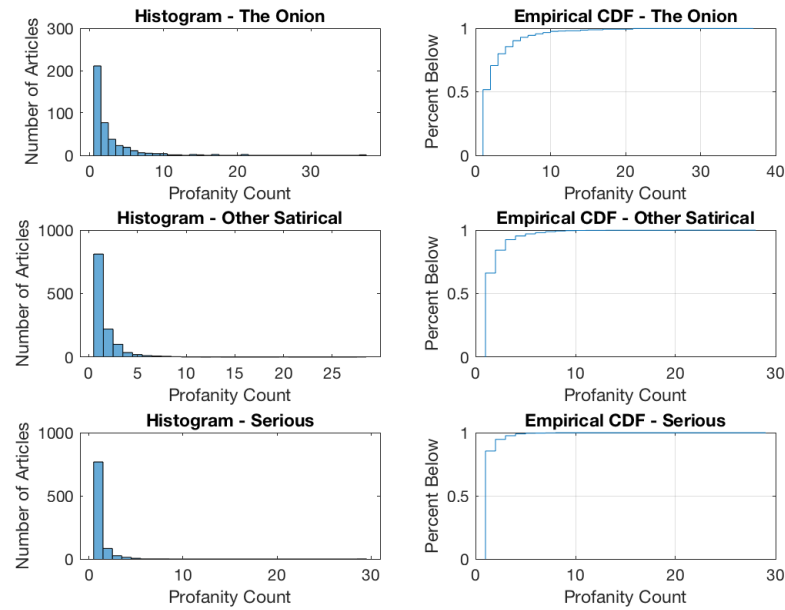 Histogram - The Onion
300
200
100
0
0 10 20 30
Number of Articles
Profanity Count
Empirical CDF - The Onion
1
0.5
0
0 10 20 30 40
Percent Below
Profanity Count
Histogram - Other Satirical
1000
500
0
0 5 10 15 20 25
Number of Articles
Profanity Count
Empirical CDF - Other Satirical
1
0.5
0
0 10 20 30
Percent Below
Profanity Count
Histogram - Serious
1000
500
0
0 10 20 30
Number of Articles
Profanity Count
Empirical CDF - Serious
1
0.5
0
0 10 20 30
Percent Below
Profanity Count